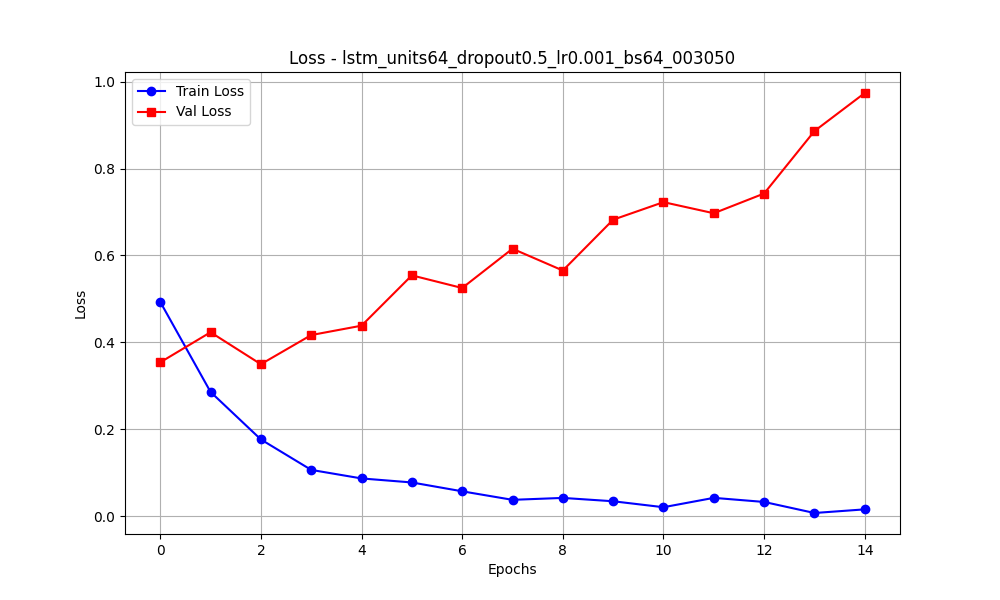 Loss - lstm_units64_dropout0.5_lr0.001_bs64_003050
Train Loss
Val Loss
1.0
0.8
0.6
0.4
0.2
0.0
Loss
0 2 4 6 8 10 12 14
Epochs